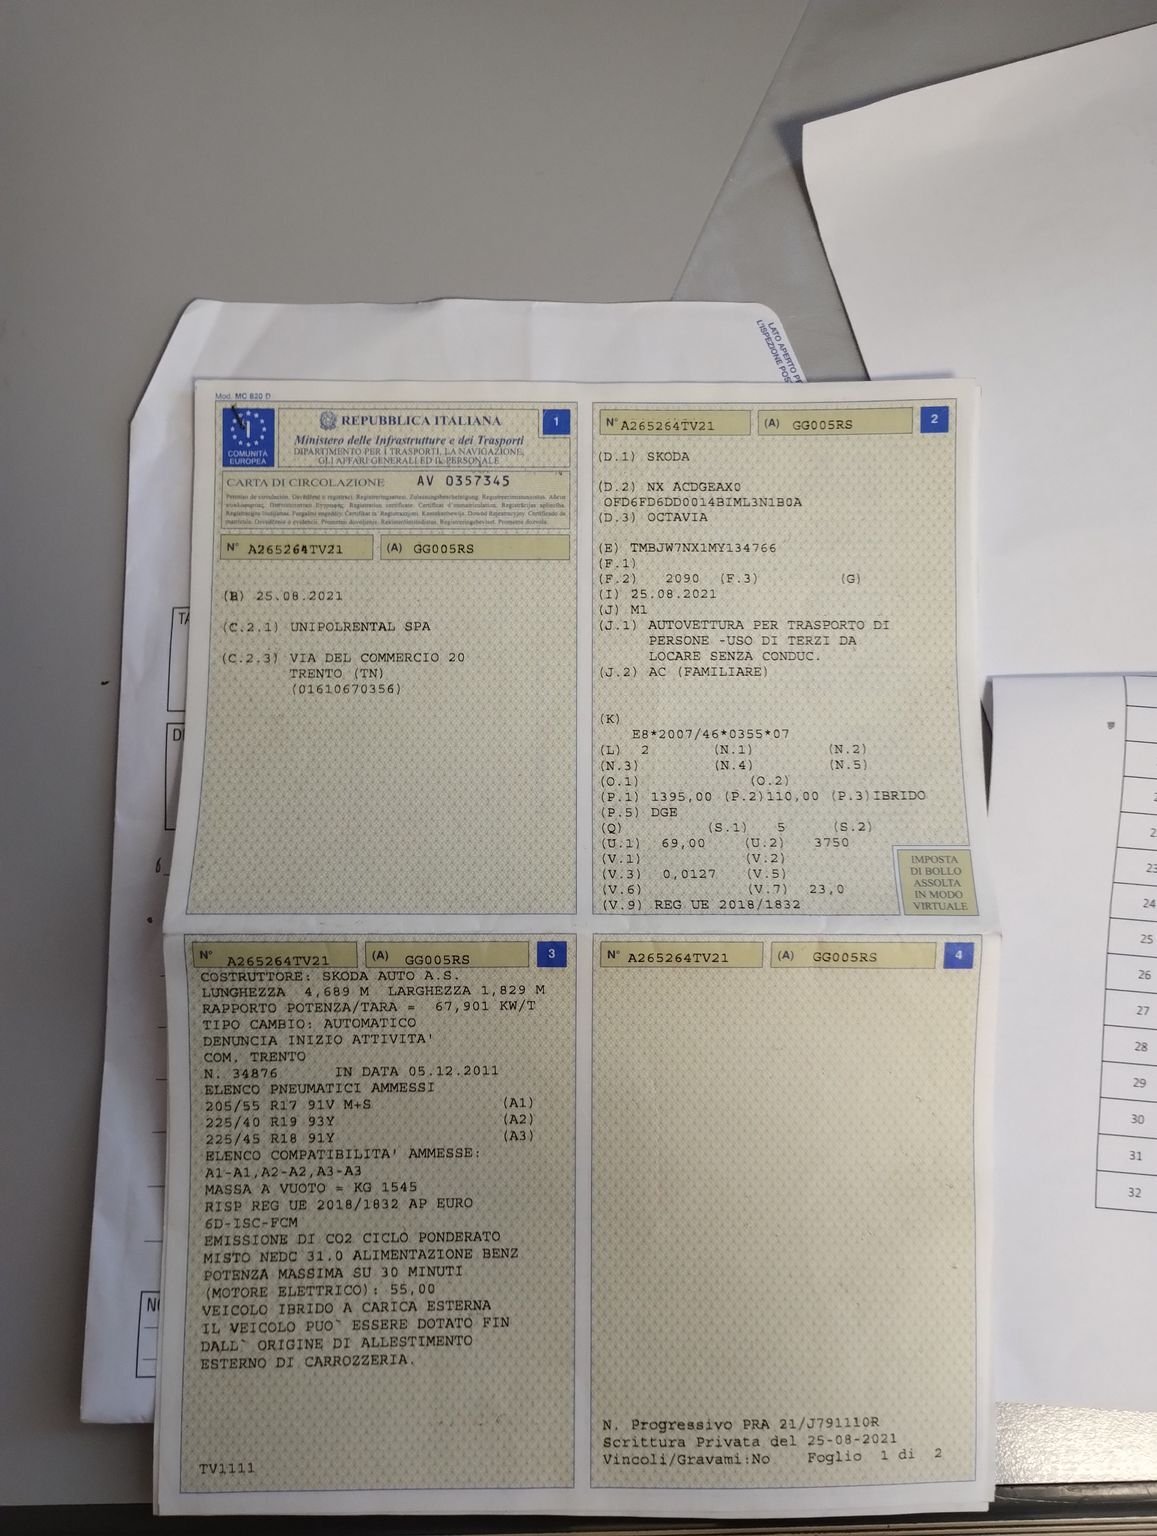 LATO APERTO PE
L'ISPEZIONE POS
Mod. MC 820 D
COMUNITÀ
EUROPEA
I
REPUBBLICA ITALIANA
Ministero delle Infrastrutture e dei Trasporti
DIPARTIMENTO PER I TRASPORTI, LA NAVIGAZIONE,
GLI AFFARI GENERALI ED IL PERSONALE
1
CARTA DI CIRCOLAZIONE AV 0357345
N° A265264TV21 (A) GG005RS
(B) 25.08.2021
(C.2.1) UNIPOLRENTAL SPA
(C.2.3) VIA DEL COMMERCIO 20
TRENTO (TN)
(01610670356)
N° A265264TV21 (A) GG005RS 2
(D.1) SKODA
(D.2) NX ACDGEAX0
OFD6FD6DD0014BIML3N1B0A
(D.3) OCTAVIA
(E) TMBJW7NX1MY134766
(F.1)
(F.2) 2090 (F.3) (G)
(I) 25.08.2021
(J) M1
(J.1) AUTOVETTURA PER TRASPORTO DI
PERSONE -USO DI TERZI DA
LOCARE SENZA CONDUC.
(J.2) AC (FAMILIARE)
(K)
E8*2007/46*0355*07
(L) 2 (N.1) (N.2)
(N.3) (N.4) (N.5)
(O.1) (O.2)
(P.1) 1395,00 (P.2)110,00 (P.3)IBRIDO
(P.5) DGE
(Q) (S.1) 5 (S.2)
(U.1) 69,00 (U.2) 3750
(V.1) (V.2)
(V.3) 0,0127 (V.5)
(V.6) (V.7) 23,0
(V.9) REG UE 2018/1832
IMPOSTA
DI BOLLO
ASSOLTA
IN MODO
VIRTUALE
N° A265264TV21 (A) GG005RS 3
COSTRUTTORE: SKODA AUTO A.S.
LUNGHEZZA 4,689 M LARGHEZZA 1,829 M
RAPPORTO POTENZA/TARA = 67,901 KW/T
TIPO CAMBIO: AUTOMATICO
DENUNCIA INIZIO ATTIVITA'
COM. TRENTO
N. 34876 IN DATA 05.12.2011
ELENCO PNEUMATICI AMMESSI
205/55 R17 91V M+S (A1)
225/40 R19 93Y (A2)
225/45 R18 91Y (A3)
ELENCO COMPATIBILITA' AMMESSE:
A1-A1,A2-A2,A3-A3
MASSA A VUOTO = KG 1545
RISP REG UE 2018/1832 AP EURO
6D-ISC-FCM
EMISSIONE DI CO2 CICLO PONDERATO
MISTO NEDC 31.0 ALIMENTAZIONE BENZ
POTENZA MASSIMA SU 30 MINUTI
(MOTORE ELETTRICO): 55,00
VEICOLO IBRIDO A CARICA ESTERNA
IL VEICOLO PUO` ESSERE DOTATO FIN
DALL` ORIGINE DI ALLESTIMENTO
ESTERNO DI CARROZZERIA.
TV1111
N° A265264TV21 (A) GG005RS 4
N. Progressivo PRA 21/J791110R
Scrittura Privata del 25-08-2021
Vincoli/Gravami:No Foglio 1 di 2
23
24
25
26
27
28
29
30
31
32